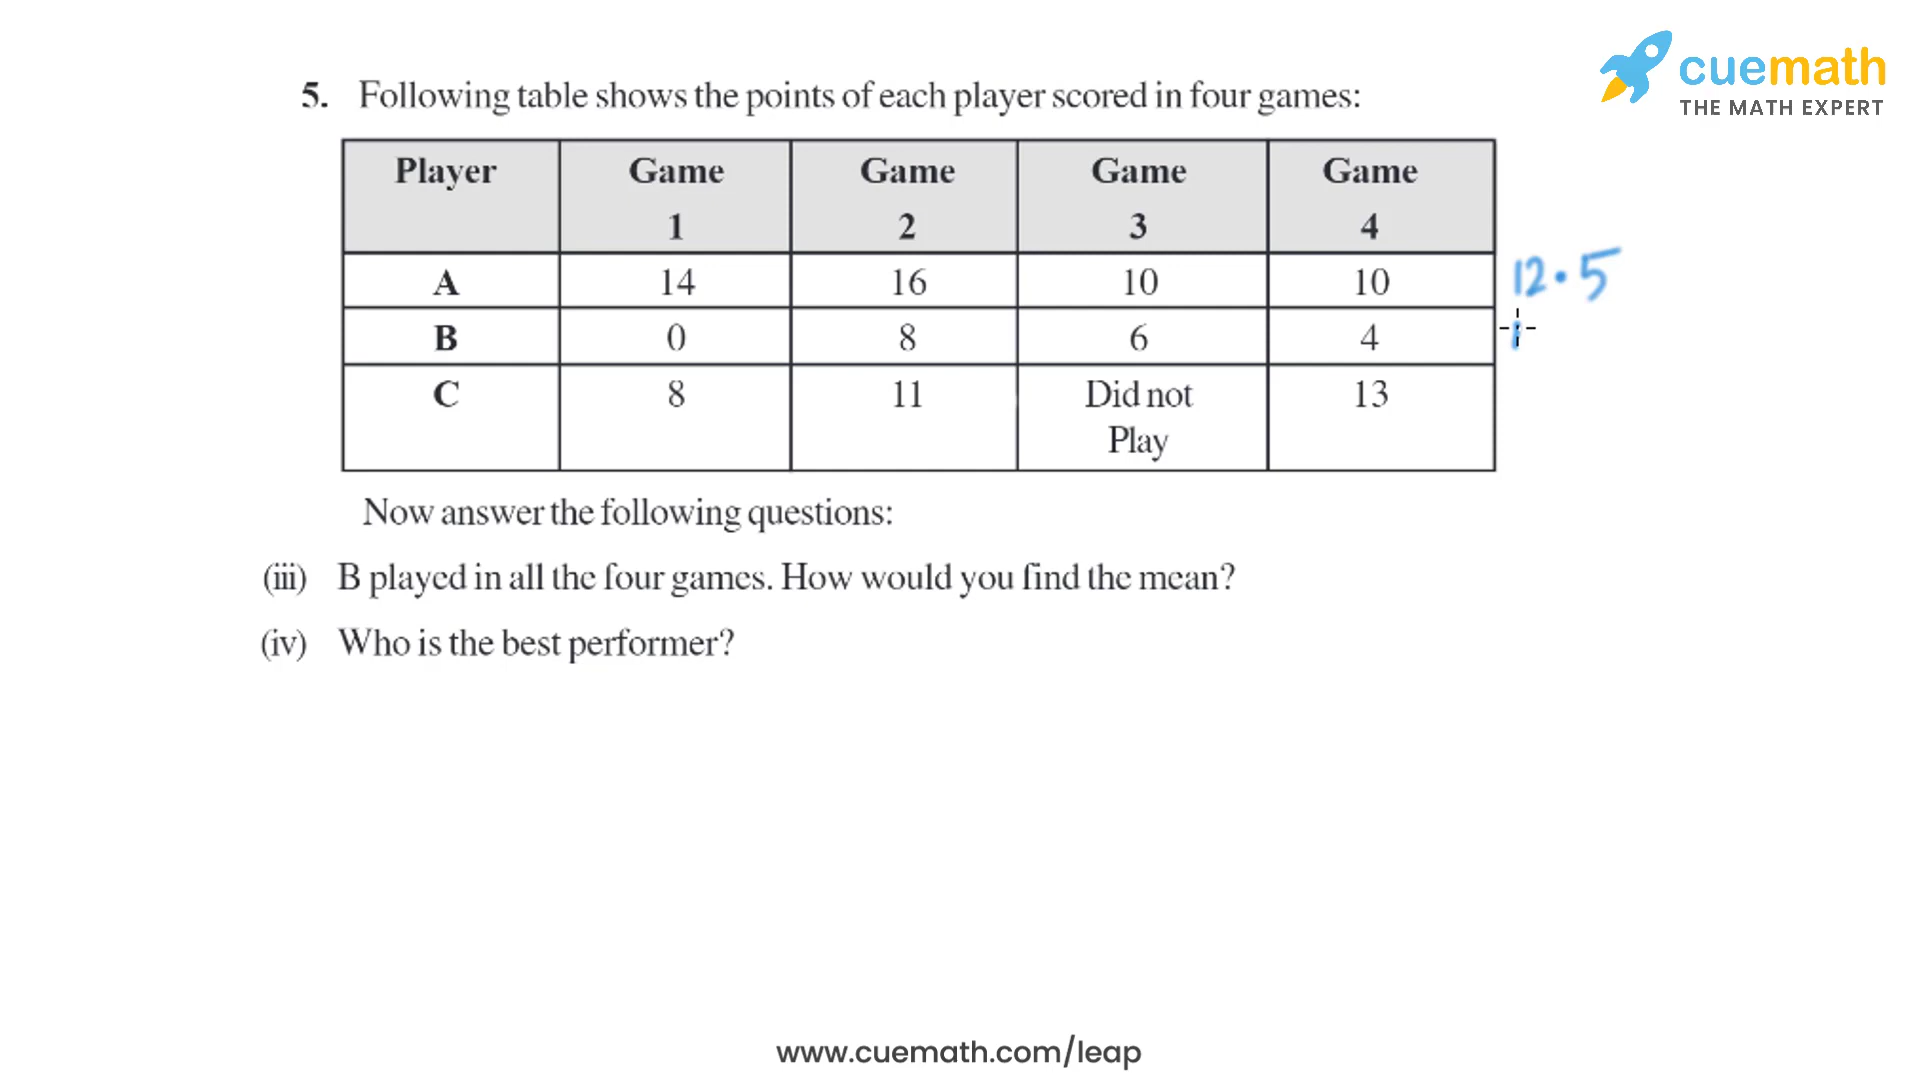 cuemath
THE MATH EXPERT
5. Following table shows the points of each player scored in four games:
Player Game 1 Game 2 Game 3 Game 4
A 14 16 10 10 12.5
B 0 8 6 4
C 8 11 Did not Play 13
Now answer the following questions:
(iii) B played in all the four games. How would you find the mean?
(iv) Who is the best performer?
www.cuemath.com/leap